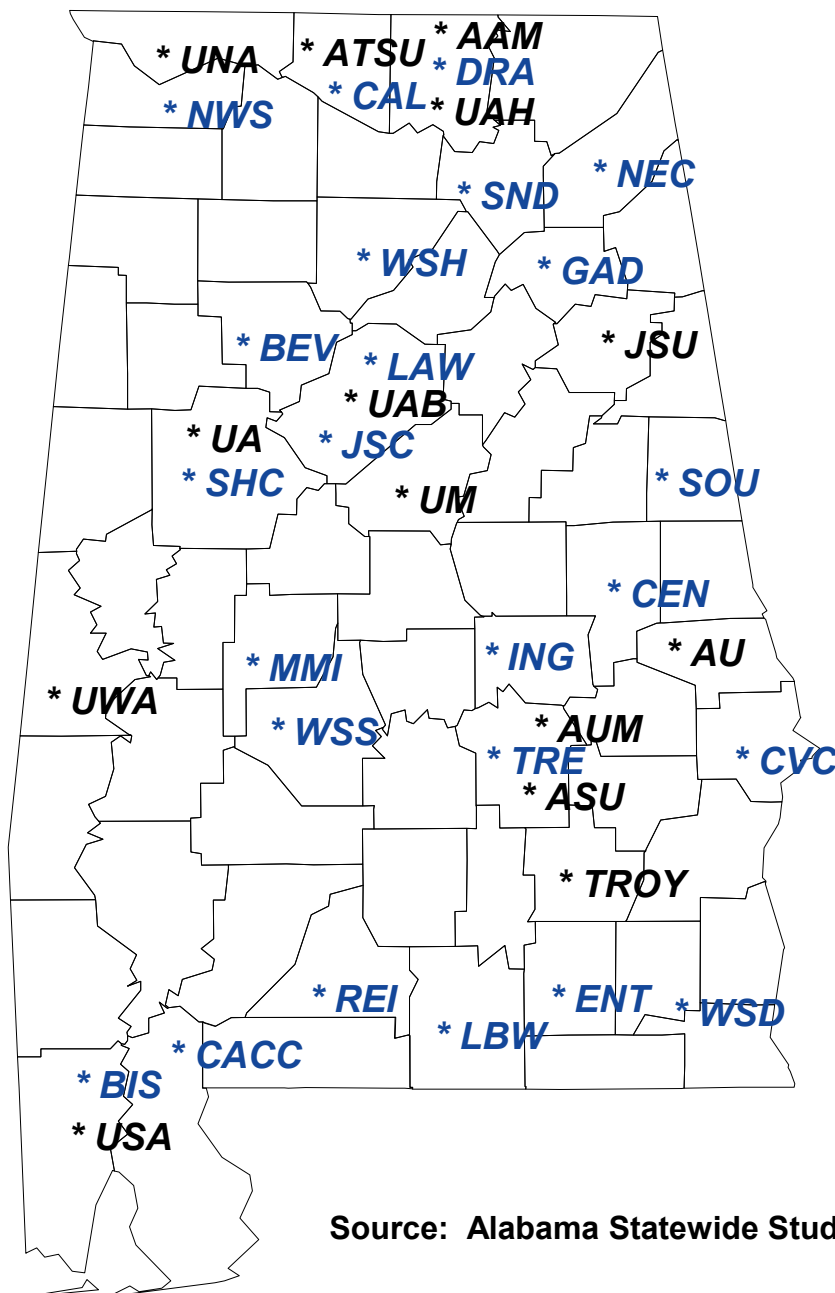 * AAM
* UNA
* ATSU
* DRA
* CAL
* UAH
* NWS
* NEC
* SND
* WSH
* GAD
* BEV
* JSU
* LAW
* UAB
* UA
* JSC
* SHC
* SOU
* UM
* CEN
* MMI
* ING
* AU
* UWA
* WSS
* AUM
* TRE
* CVC
* ASU
* TROY
* REI
* ENT
* WSD
* LBW
* CACC
* BIS
* USA
Source: Alabama Statewide Stud